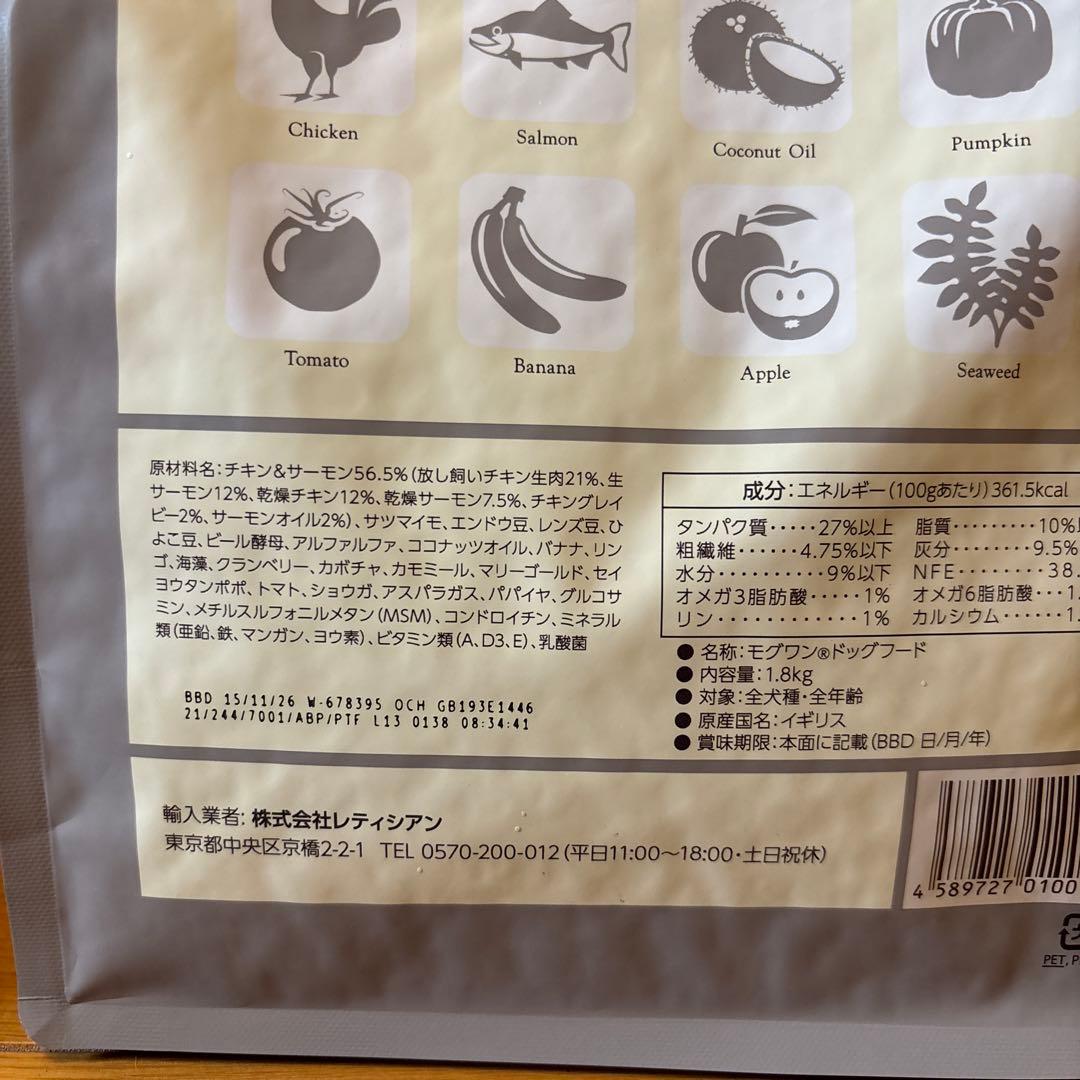 Chicken
Salmon
Coconut Oil
Pumpkin
Tomato
Banana
Apple
Seaweed
原材料名:チキン&サーモン56.5%(放し飼いチキン生肉21%、生
サーモン12%、乾燥チキン12%、乾燥サーモン7.5%、チキングレイ
ビー2%、サーモンオイル2%)、サツマイモ、エンドウ豆、レンズ豆、ひ
よこ豆、ビール酵母、アルファルファ、ココナッツオイル、バナナ、リン
ゴ、海藻、クランベリー、カボチャ、カモミール、マリーゴールド、セイ
ヨウタンポポ、トマト、ショウガ、アスパラガス、パパイヤ、グルコサ
ミン、メチルスルフォニルメタン(MSM)、コンドロイチン、ミネラル
類(亜鉛、鉄、マンガン、ヨウ素)、ビタミン類(A、D3、E)、乳酸菌
BBD 15/11/26 W-678395 OCH GB193E1446
21/244/7001/ABP/PTF L13 0138 08:34:41
成分:エネルギー(100gあたり)361.5kcal
タンパク質・・・・・27%以上 脂質・・・・・・・・・10%
粗繊維・・・・・・4.75%以下 灰分・・・・・・・・9.5%
水分・・・・・・・・・・9%以下 NFE・・・・・・・・38.
オメガ3脂肪酸・・・・・1% オメガ6脂肪酸・・・1.
リン・・・・・・・・・・・・・1% カルシウム・・・・・・1.
● 名称:モグワン®ドッグフード
● 内容量:1.8kg
● 対象:全犬種・全年齢
● 原産国名:イギリス
● 賞味期限:本面に記載(BBD 日/月/年)
輸入業者: 株式会社レティシアン
東京都中央区京橋2-2-1 TEL 0570-200-012(平日11:00〜18:00・土日祝休)
4 589727 0100
PET, P